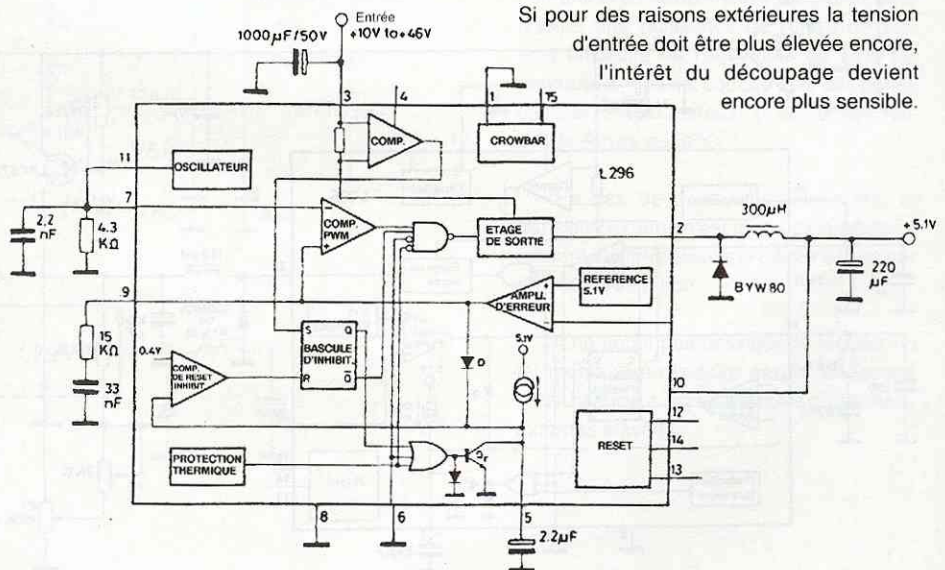 Si pour des raisons extérieures la tension
d'entrée doit être plus élevée encore,
l'intérêt du découpage devient
encore plus sensible.
Entrée
+10V to +46V
1000µF/50V
3
4
1
15
COMP.
CROWBAR
L296
11
OSCILLATEUR
7
2.2
nF
4.3
KΩ
COMP.
PWM
ETAGE
DE SORTIE
2
300µH
+5.1V
BYW80
220
µF
9
AMPLI.
D'ERREUR
REFERENCE
5.1V
15
KΩ
33
nF
0.4V
COMP.
DE RESET
INHIBIT.
S
Q
BASCULE
D'INHIBIT.
R
Q̅
D
5.1V
10
12
RESET
14
13
PROTECTION
THERMIQUE
Qr
8
6
5
2.2µF